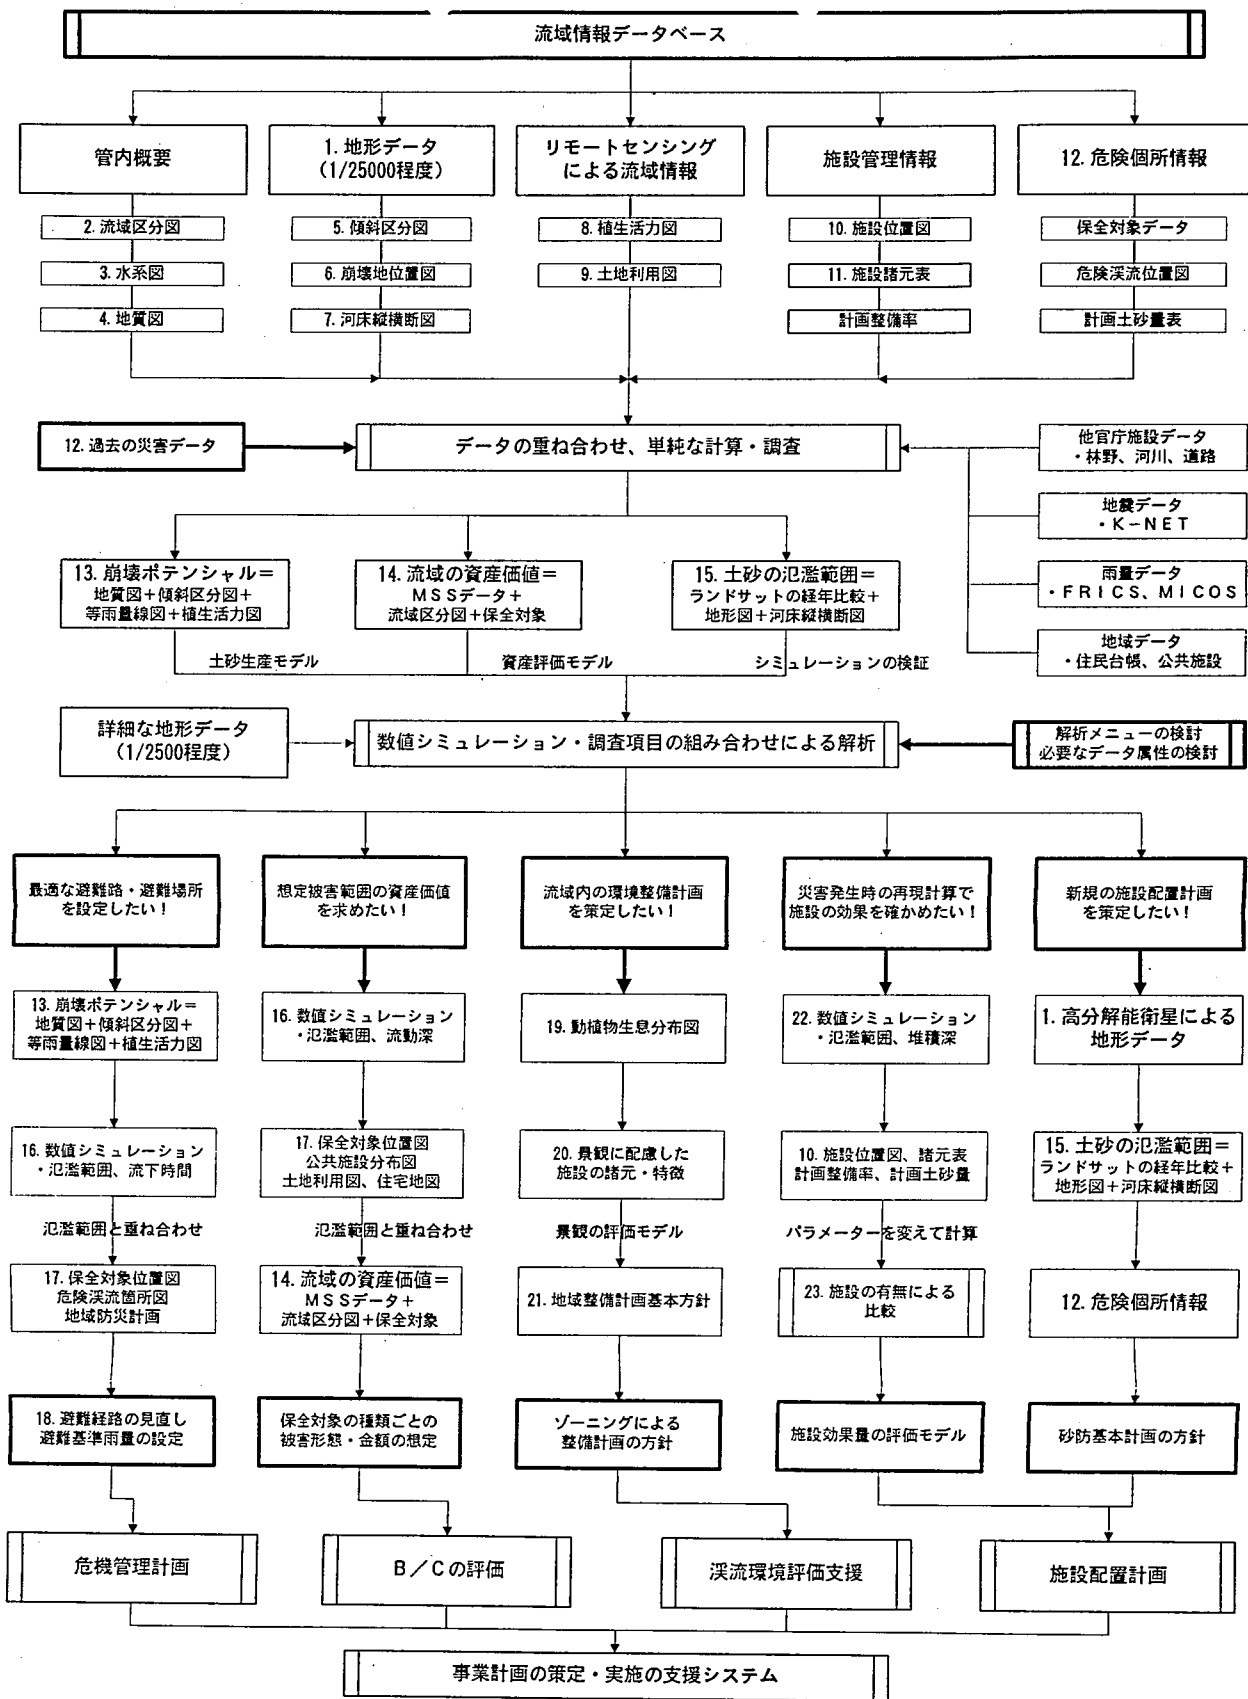 流域情報データベース
管内概要
1. 地形データ
(1/25000程度)
リモートセンシング
による流域情報
施設管理情報
12. 危険個所情報
2. 流域区分図
5. 傾斜区分図
8. 植生活力図
10. 施設位置図
保全対象データ
3. 水系図
6. 崩壊地位置図
9. 土地利用図
11. 施設諸元表
危険渓流位置図
4. 地質図
7. 河床縦横断図
計画整備率
計画土砂量表
12. 過去の災害データ
データの重ね合わせ、単純な計算・調査
他官庁施設データ
・林野、河川、道路
地震データ
・K-NET
雨量データ
・FRICS、MICOS
地域データ
・住民台帳、公共施設
13. 崩壊ポテンシャル=
地質図+傾斜区分図+
等雨量線図+植生活力図
14. 流域の資産価値=
MSSデータ+
流域区分図+保全対象
15. 土砂の氾濫範囲=
ランドサットの経年比較+
地形図+河床縦横断図
土砂生産モデル
資産評価モデル
シミュレーションの検証
詳細な地形データ
(1/2500程度)
数値シミュレーション・調査項目の組み合わせによる解析
解析メニューの検討
必要なデータ属性の検討
最適な避難路・避難場所
を設定したい!
想定被害範囲の資産価値
を求めたい!
流域内の環境整備計画
を策定したい!
災害発生時の再現計算で
施設の効果を確かめたい!
新規の施設配置計画
を策定したい!
13. 崩壊ポテンシャル=
地質図+傾斜区分図+
等雨量線図+植生活力図
16. 数値シミュレーション
・氾濫範囲、流動深
19. 動植物生息分布図
22. 数値シミュレーション
・氾濫範囲、堆積深
1. 高分解能衛星による
地形データ
16. 数値シミュレーション
・氾濫範囲、流下時間
17. 保全対象位置図
公共施設分布図
土地利用図、住宅地図
20. 景観に配慮した
施設の諸元・特徴
10. 施設位置図、諸元表
計画整備率、計画土砂量
15. 土砂の氾濫範囲=
ランドサットの経年比較+
地形図+河床縦横断図
氾濫範囲と重ね合わせ
氾濫範囲と重ね合わせ
景観の評価モデル
パラメーターを変えて計算
17. 保全対象位置図
危険渓流箇所図
地域防災計画
14. 流域の資産価値=
MSSデータ+
流域区分図+保全対象
21. 地域整備計画基本方針
23. 施設の有無による
比較
12. 危険個所情報
18. 避難経路の見直し
避難基準雨量の設定
保全対象の種類ごとの
被害形態・金額の想定
ゾーニングによる
整備計画の方針
施設効果量の評価モデル
砂防基本計画の方針
危機管理計画
B/Cの評価
渓流環境評価支援
施設配置計画
事業計画の策定・実施の支援システム